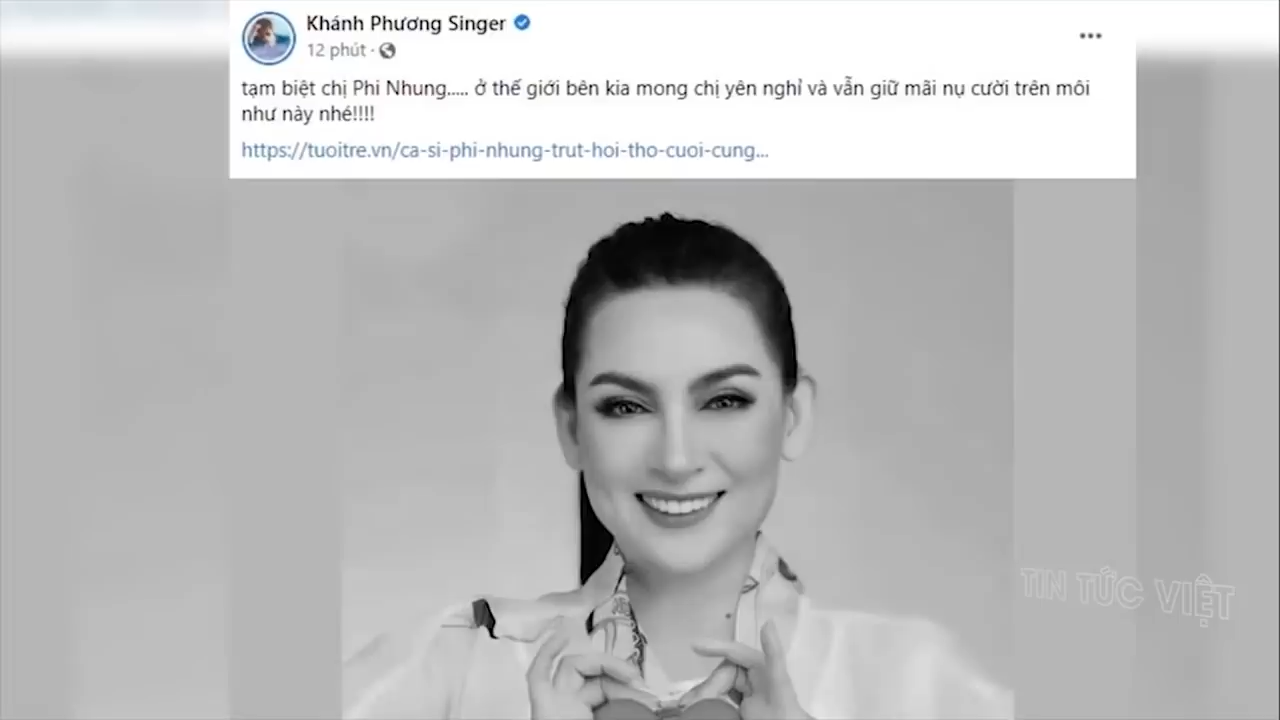 Khánh Phương Singer
12 phút ·
tạm biệt chị Phi Nhung..... ở thế giới bên kia mong chị yên nghỉ và vẫn giữ mãi nụ cười trên môi
như này nhé!!!!
https://tuoitre.vn/ca-si-phi-nhung-trut-hoi-tho-cuoi-cung...
TIN TỨC VIỆT